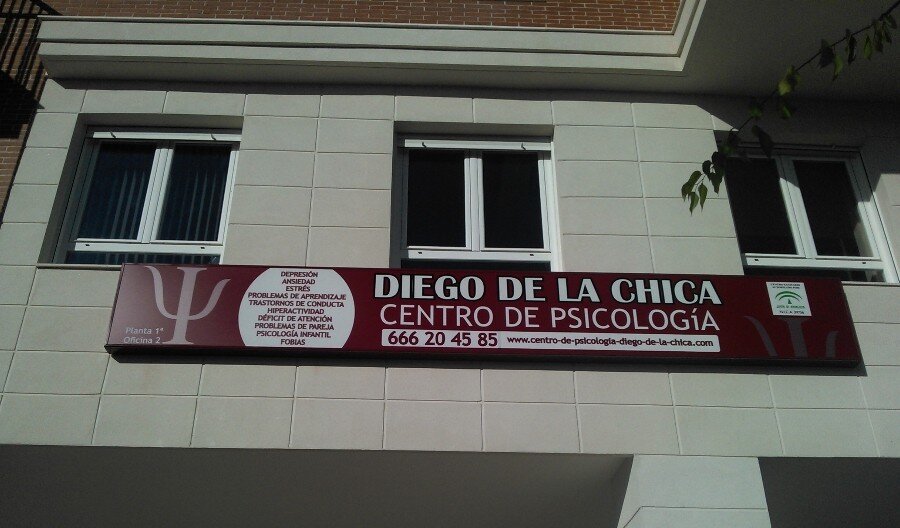 Planta 1ª
Oficina 2
DEPRESIÓN
ANSIEDAD
ESTRÉS
PROBLEMAS DE APRENDIZAJE
TRASTORNOS DE CONDUCTA
HIPERACTIVIDAD
DÉFICIT DE ATENCIÓN
PROBLEMAS DE PAREJA
PSICOLOGÍA INFANTIL
FOBIAS
DIEGO DE LA CHICA
CENTRO DE PSICOLOGíA
666 20 45 85 www.centro-de-psicologia-diego-de-la-chica.com